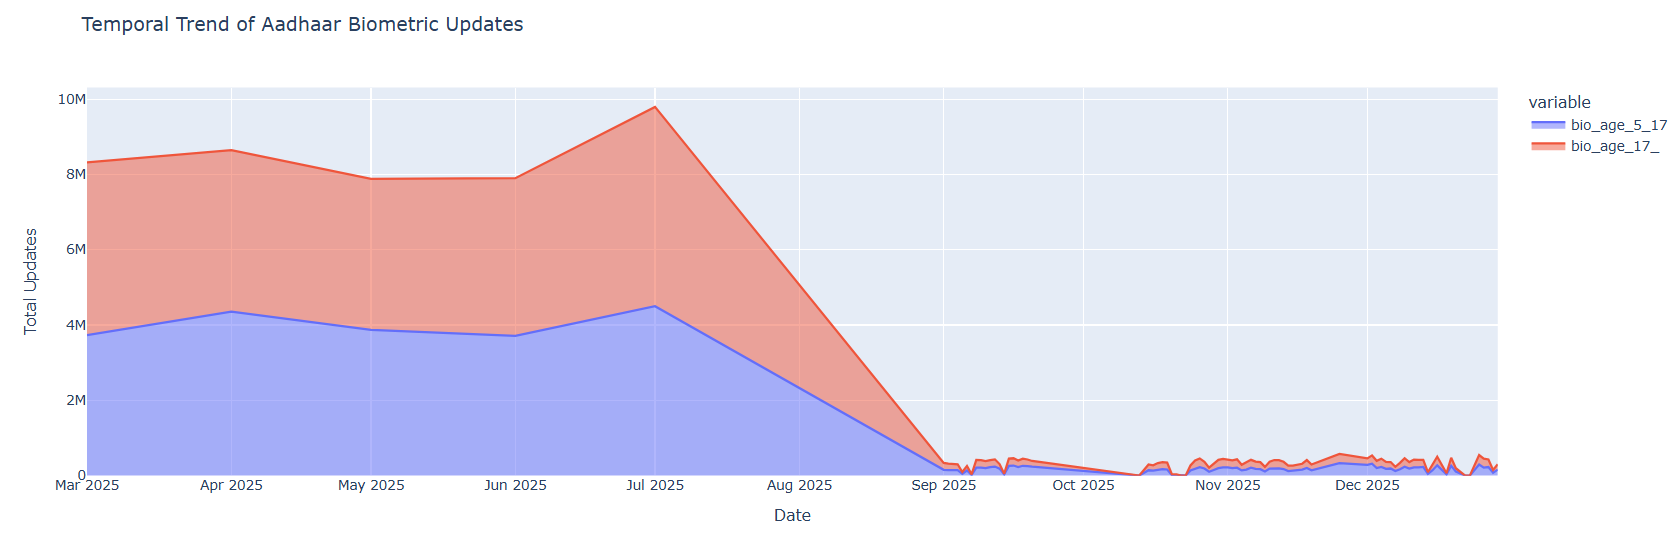 Temporal Trend of Aadhaar Biometric Updates
variable
bio_age_5_17
bio_age_17_
Total Updates
10M
8M
6M
4M
2M
0
Mar 2025 Apr 2025 May 2025 Jun 2025 Jul 2025 Aug 2025 Sep 2025 Oct 2025 Nov 2025 Dec 2025
Date